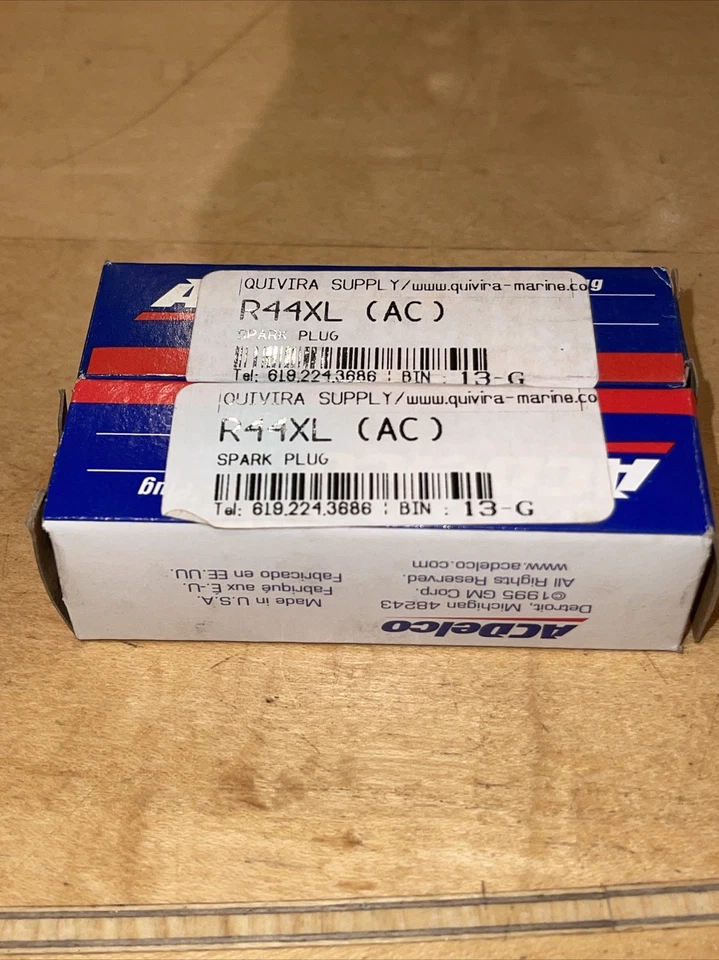 QUIVIRA SUPPLY/www.quivira-marine.co
R44XL (AC)
SPARK PLUG
Tel: 619.224.3686 : BIN : 13-G
QUIVIRA SUPPLY/www.quivira-marine.co
R44XL (AC)
SPARK PLUG
Tel: 619.224.3686 : BIN : 13-G
ACDelco
Detroit, Michigan 48243
©1995 GM Corp.
All Rights Reserved.
www.acdelco.com
Made in U.S.A.
Fabriqué aux É.-U.
Fabricado en EE.UU.